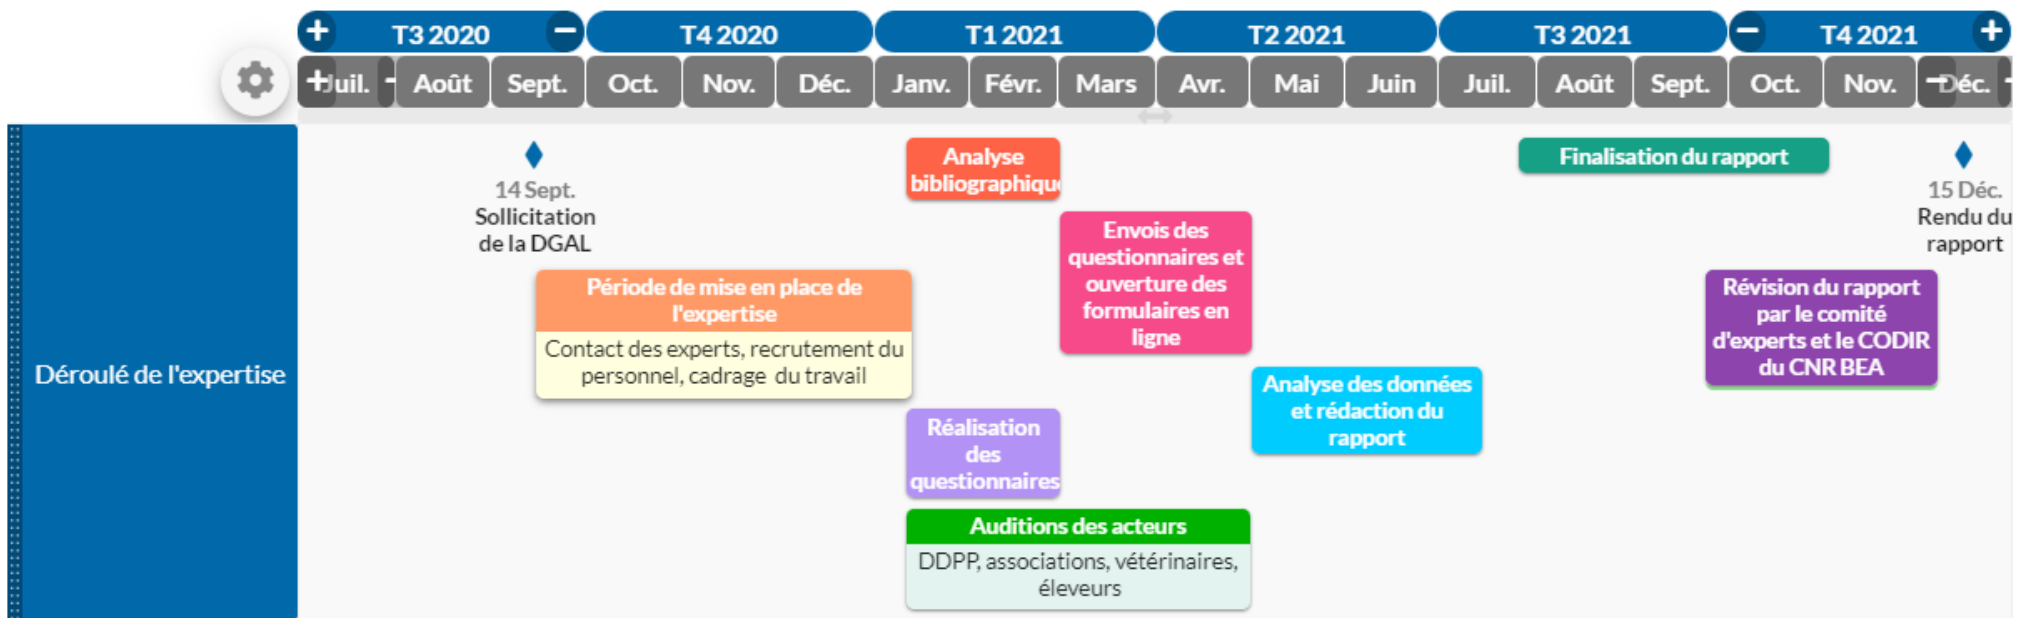 T3 2020
T4 2020
T1 2021
T2 2021
T3 2021
T4 2021
Juil.
Août
Sept.
Oct.
Nov.
Déc.
Janv.
Févr.
Mars
Avr.
Mai
Juin
Juil.
Août
Sept.
Oct.
Nov.
Déc.
Déroulé de l'expertise
14 Sept.
Sollicitation
de la DGAL
Période de mise en place de
l'expertise
Contact des experts, recrutement du
personnel, cadrage du travail
Analyse
bibliographiqu
Réalisation
des
questionnaires
Auditions des acteurs
DDPP, associations, vétérinaires,
éleveurs
Envois des
questionnaires et
ouverture des
formulaires en
ligne
Analyse des données
et rédaction du
rapport
Finalisation du rapport
Révision du rapport
par le comité
d'experts et le CODIR
du CNR BEA
15 Déc.
Rendu du
rapport